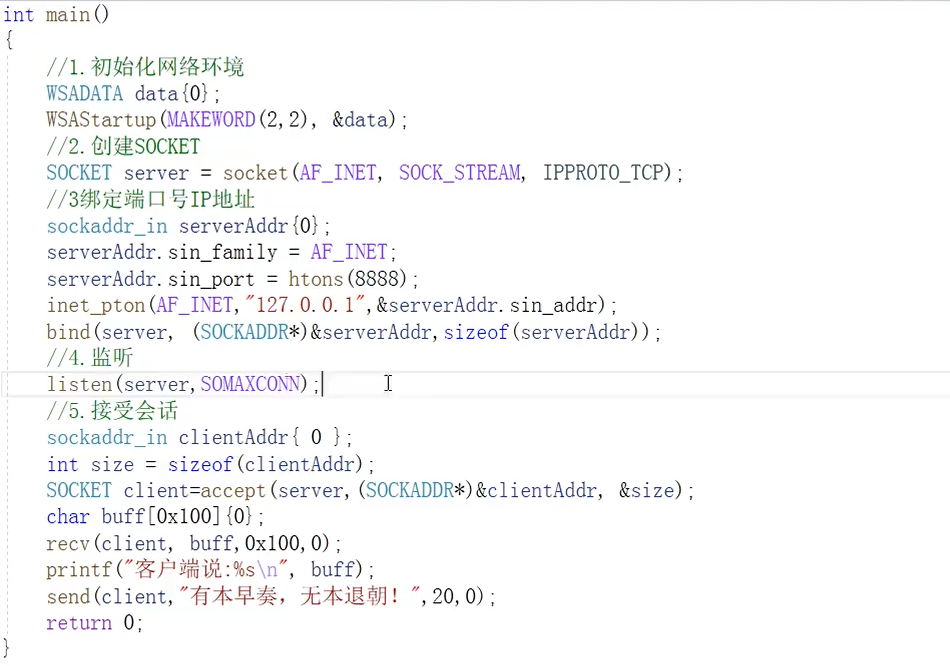 int main()
{
//1.初始化网络环境
WSADATA data{0};
WSAStartup(MAKEWORD(2,2), &data);
//2.创建SOCKET
SOCKET server = socket(AF_INET, SOCK_STREAM, IPPROTO_TCP);
//3绑定端口号IP地址
sockaddr_in serverAddr{0};
serverAddr.sin_family = AF_INET;
serverAddr.sin_port = htons(8888);
inet_pton(AF_INET,"127.0.0.1",&serverAddr.sin_addr);
bind(server, (SOCKADDR*)&serverAddr,sizeof(serverAddr));
//4.监听
listen(server,SOMAXCONN);
//5.接受会话
sockaddr_in clientAddr{ 0 };
int size = sizeof(clientAddr);
SOCKET client=accept(server,(SOCKADDR*)&clientAddr, &size);
char buff[0x100]{0};
recv(client, buff,0x100,0);
printf("客户端说:%s\n", buff);
send(client,"有本早奏，无本退朝！",20,0);
return 0;
}